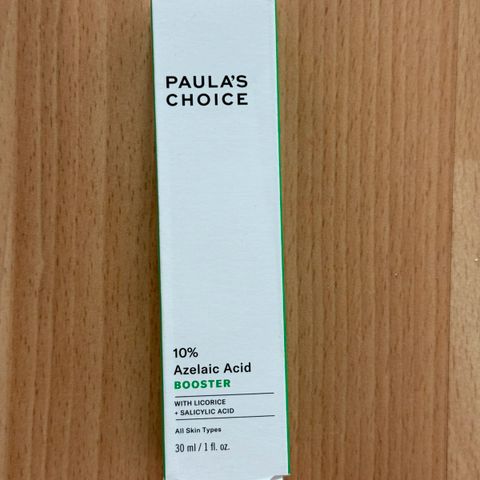 PAULA'S
CHOICE
10%
Azelaic Acid
BOOSTER
WITH LICORICE
+ SALICYLIC ACID
All Skin Types
30 ml / 1 fl. oz.